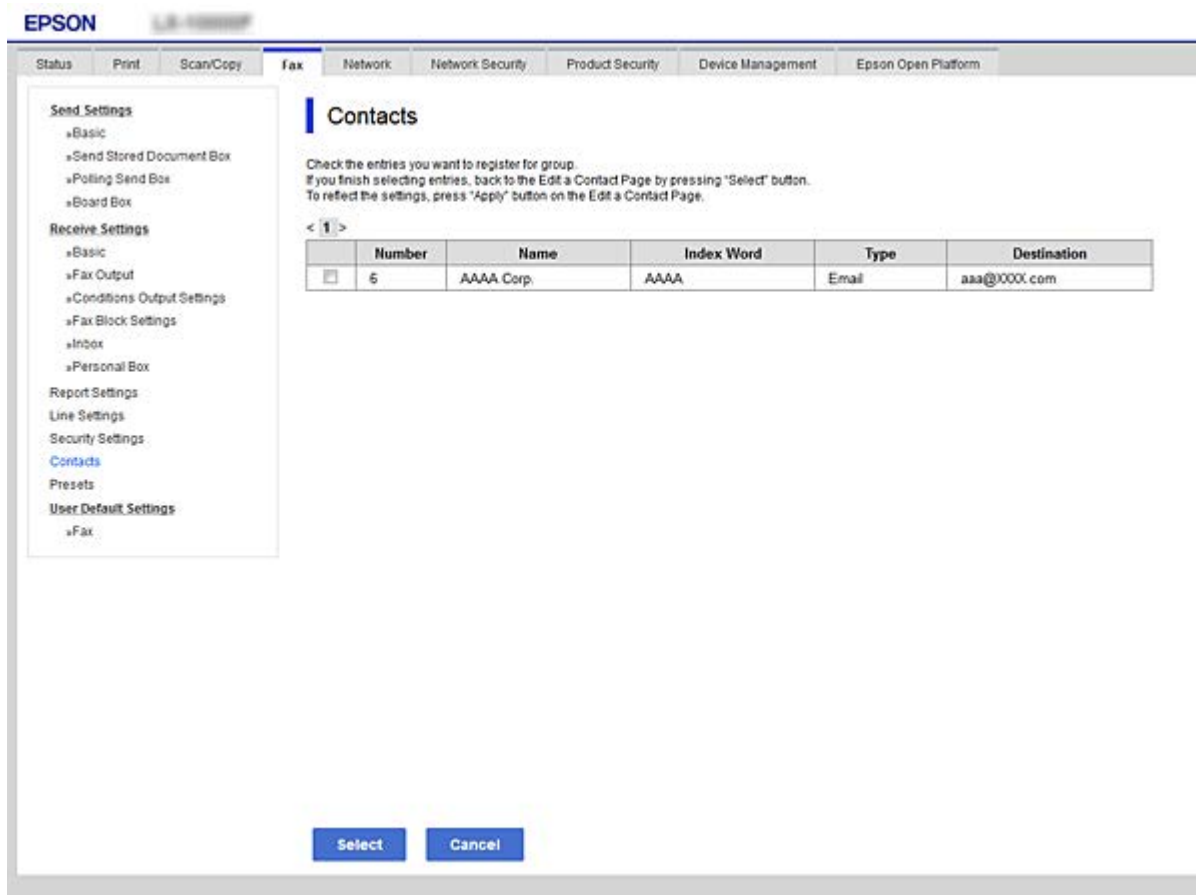 EPSON
Status Print Scan/Copy Fax Network Network Security Product Security Device Management Epson Open Platform
Send Settings
»Basic
»Send Stored Document Box
»Polling Send Box
»Board Box
Receive Settings
»Basic
»Fax Output
»Conditions Output Settings
»Fax Block Settings
»Inbox
»Personal Box
Report Settings
Line Settings
Security Settings
Contacts
Presets
User Default Settings
»Fax
Contacts
Check the entries you want to register for group.
If you finish selecting entries, back to the Edit a Contact Page by pressing "Select" button.
To reflect the settings, press "Apply" button on the Edit a Contact Page.
< 1 >
Number Name Index Word Type Destination
6 AAAA Corp. AAAA Email aaa@XXXX.com
Select Cancel